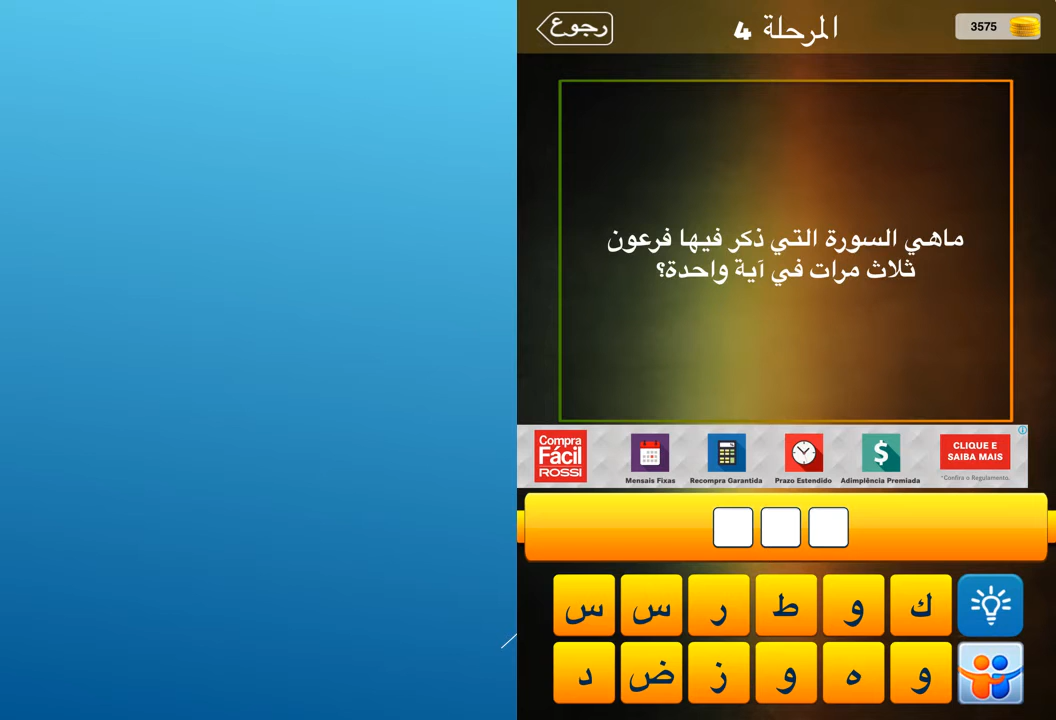 رجوع
المرحلة 4
3575
ماهي السورة التي ذكر فيها فرعون
ثلاث مرات في آية واحدة؟
Compra
Fácil
ROSSI
Mensais Fixas
Recompra Garantida
Prazo Estendido
Adimplência Premiada
CLIQUE E
SAIBA MAIS
*Confira o Regulamento.
ك و ط ر س س
و ه و ز ض د